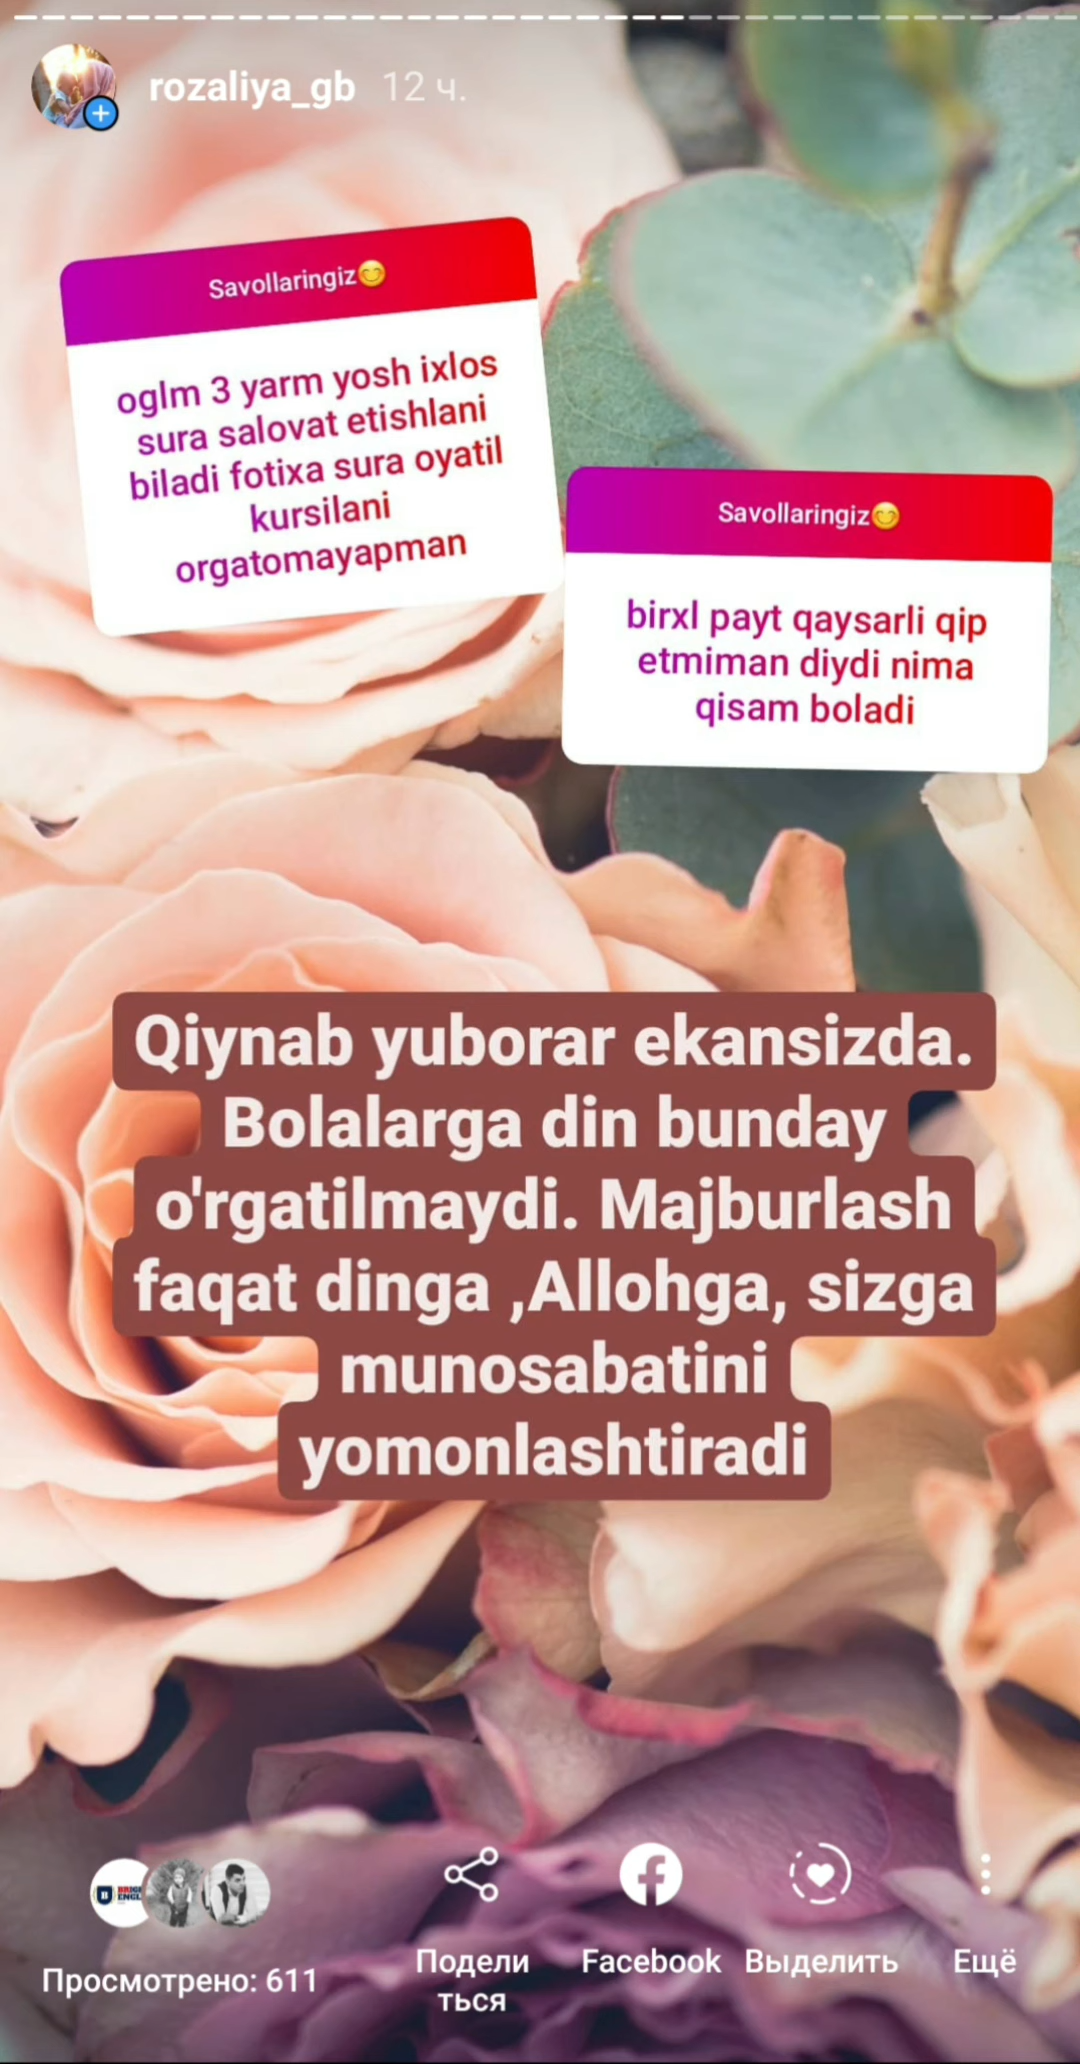 rozaliya_gb 12 ч.
Savollaringiz😊
oglm 3 yarm yosh ixlos
sura salovat etishlani
biladi fotixa sura oyatil
kursilani
orgatomayapman
Savollaringiz😊
birxl payt qaysarli qip
etmiman diydi nima
qisam boladi
Qiynab yuborar ekansizda.
Bolalarga din bunday
o'rgatilmaydi. Majburlash
faqat dinga ,Allohga, sizga
munosabatini
yomonlashtiradi
Просмотрено: 611
Подели
ться
Facebook
Выделить
Ещё